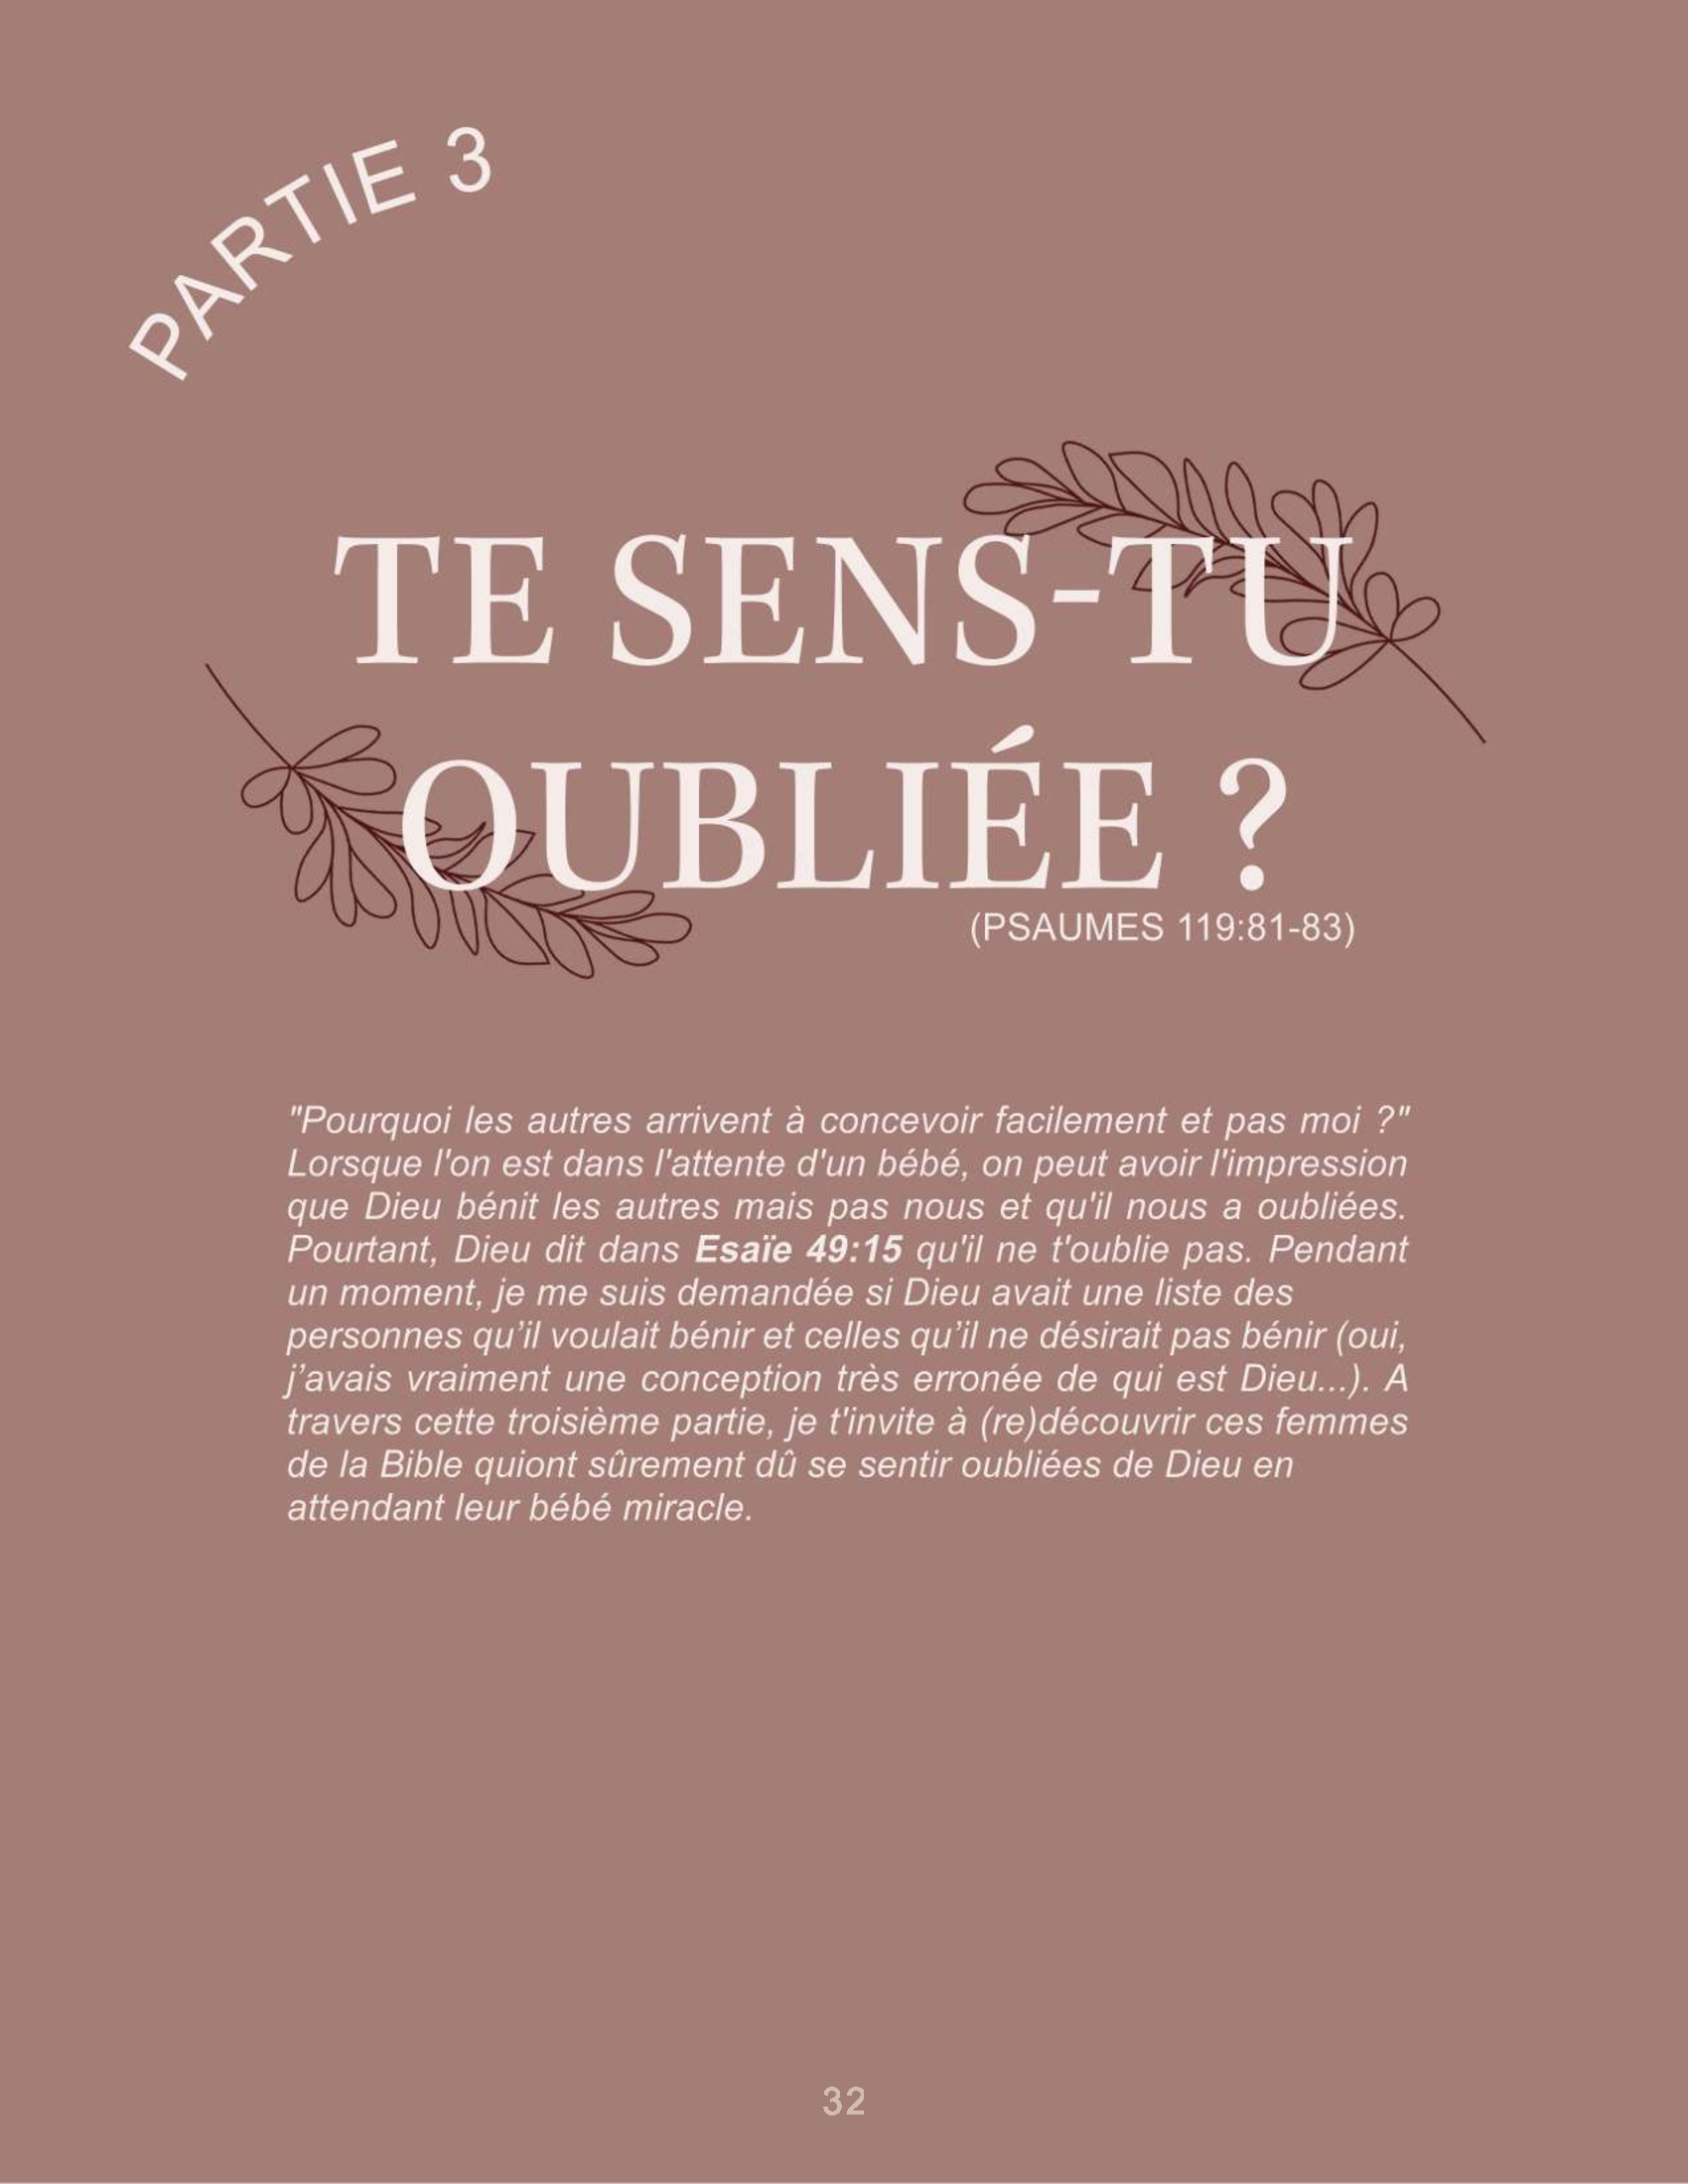 PARTIE 3
TE SENS-TU
OUBLIÉE ?
(PSAUMES 119:81-83)
"Pourquoi les autres arrivent à concevoir facilement et pas moi ?"
Lorsque l'on est dans l'attente d'un bébé, on peut avoir l'impression
que Dieu bénit les autres mais pas nous et qu'il nous a oubliées.
Pourtant, Dieu dit dans Esaïe 49:15 qu'il ne t'oublie pas. Pendant
un moment, je me suis demandée si Dieu avait une liste des
personnes qu’il voulait bénir et celles qu’il ne désirait pas bénir (oui,
j’avais vraiment une conception très erronée de qui est Dieu...). A
travers cette troisième partie, je t'invite à (re)découvrir ces femmes
de la Bible quiont sûrement dû se sentir oubliées de Dieu en
attendant leur bébé miracle.
32